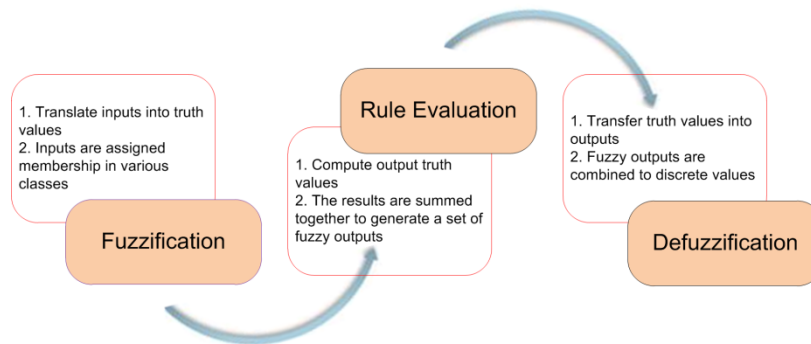 1. Translate inputs into truth
values
2. Inputs are assigned
membership in various
classes
Fuzzification
Rule Evaluation
1. Compute output truth
values
2. The results are summed
together to generate a set of
fuzzy outputs
1. Transfer truth values into
outputs
2. Fuzzy outputs are
combined to discrete values
Defuzzification